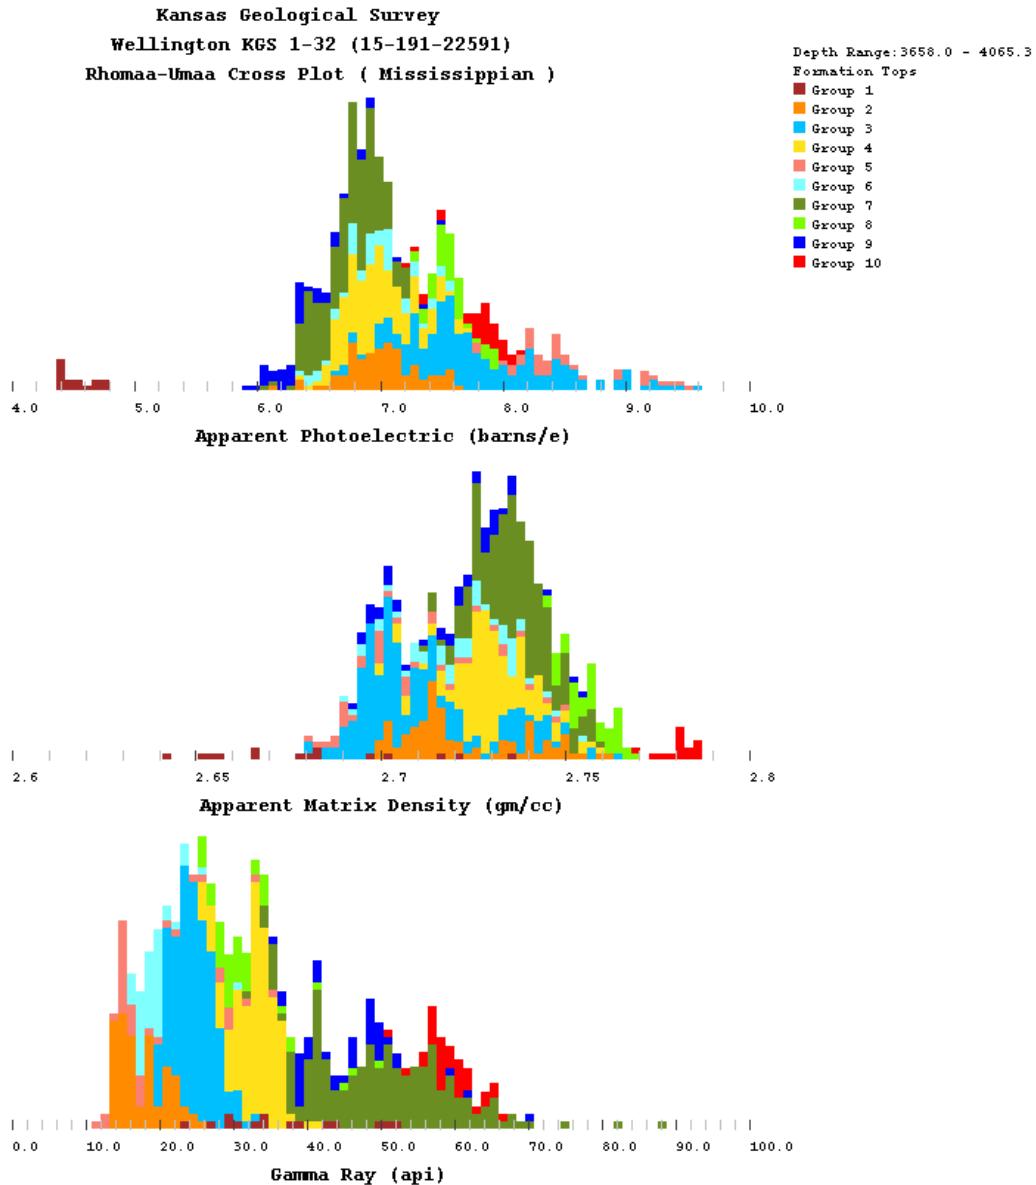 Kansas Geological Survey
Wellington KGS 1-32 (15-191-22591)
Rhomaa-Umaa Cross Plot ( Mississippian )
Depth Range:3658.0 - 4065.3
Formation Tops
Group 1
Group 2
Group 3
Group 4
Group 5
Group 6
Group 7
Group 8
Group 9
Group 10
4.0 5.0 6.0 7.0 8.0 9.0 10.0
Apparent Photoelectric (barns/e)
2.6 2.65 2.7 2.75 2.8
Apparent Matrix Density (gm/cc)
0.0 10.0 20.0 30.0 40.0 50.0 60.0 70.0 80.0 90.0 100.0
Gamma Ray (api)